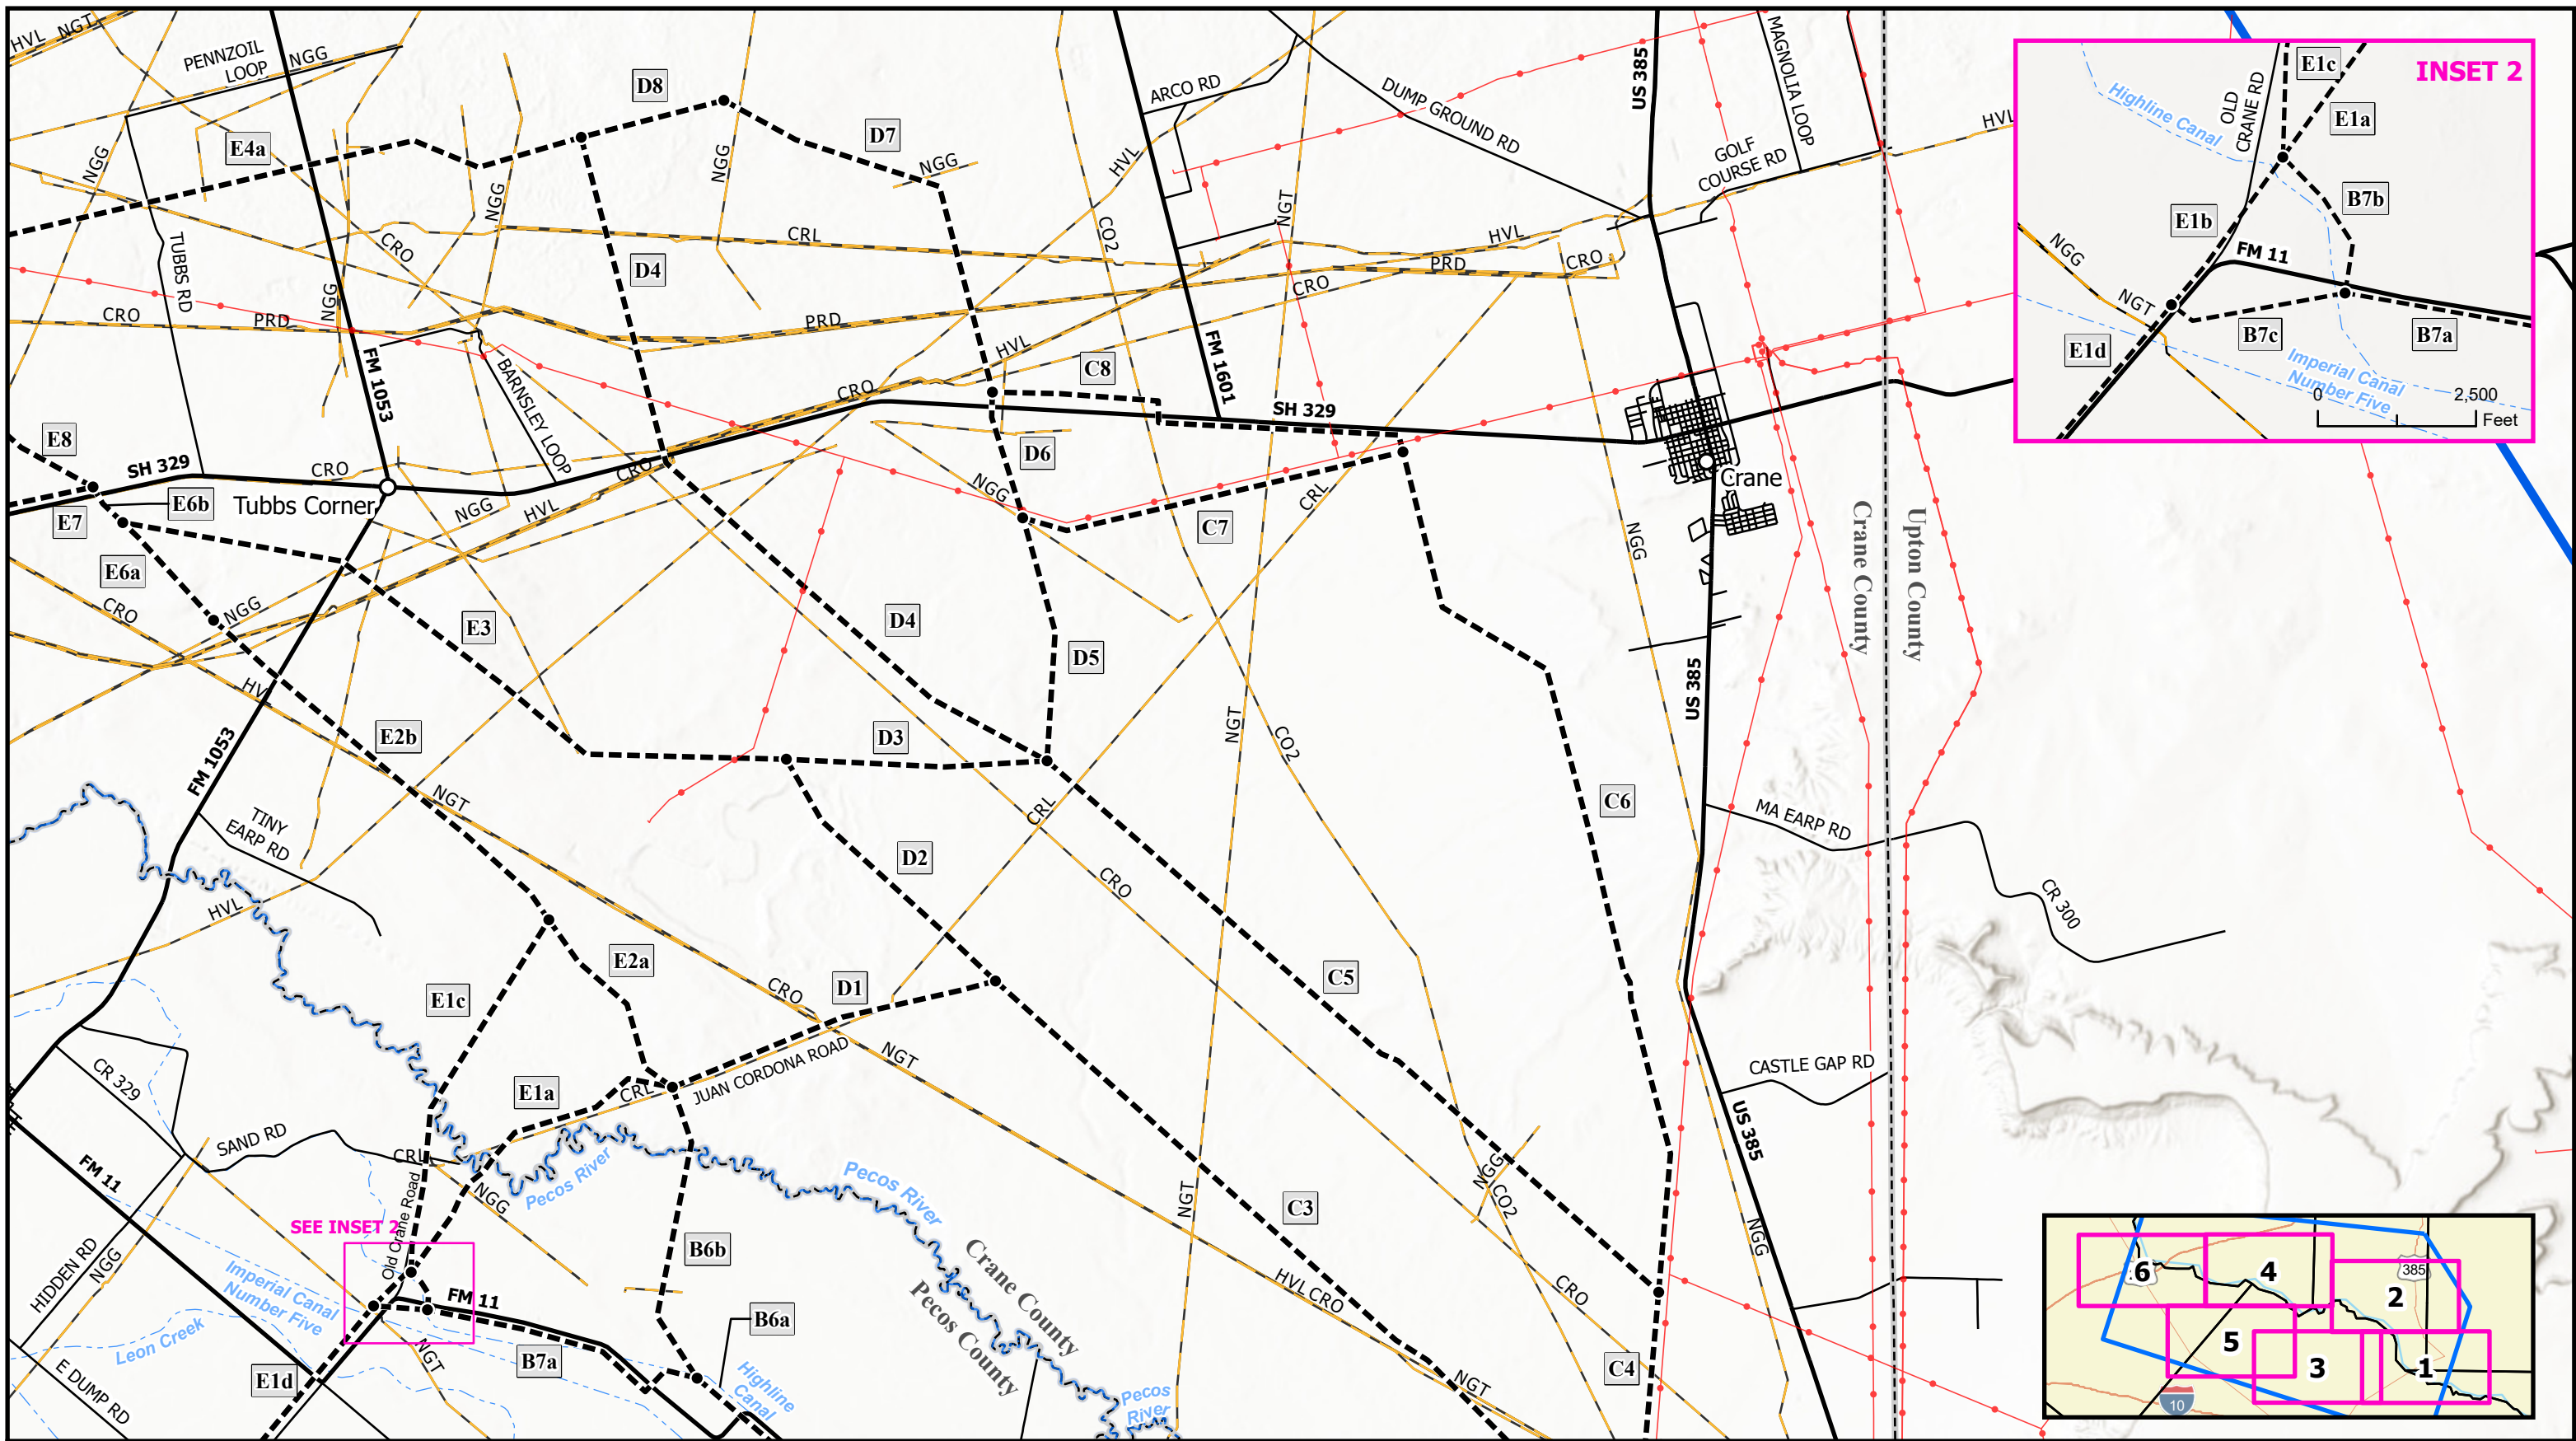 HVL
NGT
PENNZOIL
LOOP
NGG
D8
ARCO RD
DUMP GROUND RD
US 385
MAGNOLIA LOOP
GOLF
COURSE RD
HVL
E4a
NGG
NGG
NGG
D7
NGG
HVL
NGT
CO2
TUBBS RD
CRO
CRL
D4
HVL
CRO
PRD
CRO
CRO
PRD
NGG
PRD
FM 1053
BARNSLEY LOOP
HVL
C8
FM 1601
CRO
SH 329
E8
SH 329
CRO
CRO
D6
NGG
Crane
E7
E6b
Tubbs Corner
NGG
HVL
C7
CRL
NGG
Crane County
Upton County
E6a
CRO
NGG
E3
D4
D5
US 385
HV
E2b
D3
NGT
CO2
FM 1053
NGT
TINY
EARP RD
CRL
C6
MA EARP RD
D2
CRO
CR 300
HVL
E2a
E1c
CRO
D1
C5
NGT
JUAN CORDONA ROAD
CR 329
E1a
CRL
CASTLE GAP RD
US 385
SAND RD
CRL
FM 11
Pecos River
Pecos River
NGG
NGT
NGG
CO2
C3
Old Crane Road
SEE INSET 2
HIDDEN RD
NGG
B6b
Crane County
Pecos County
NGG
Imperial Canal
Number Five
FM 11
HVL
CRO
CRO
B6a
Leon Creek
NGT
B7a
Highline
Canal
E1d
E DUMP RD
Pecos
River
NGT
C4
INSET 2
E1c
OLD
CRANE RD
Highline Canal
E1a
B7b
E1b
FM 11
NGG
NGT
E1d
B7c
B7a
Imperial Canal
Number Five
0
2,500
Feet
6
4
385
2
5
3
1
10